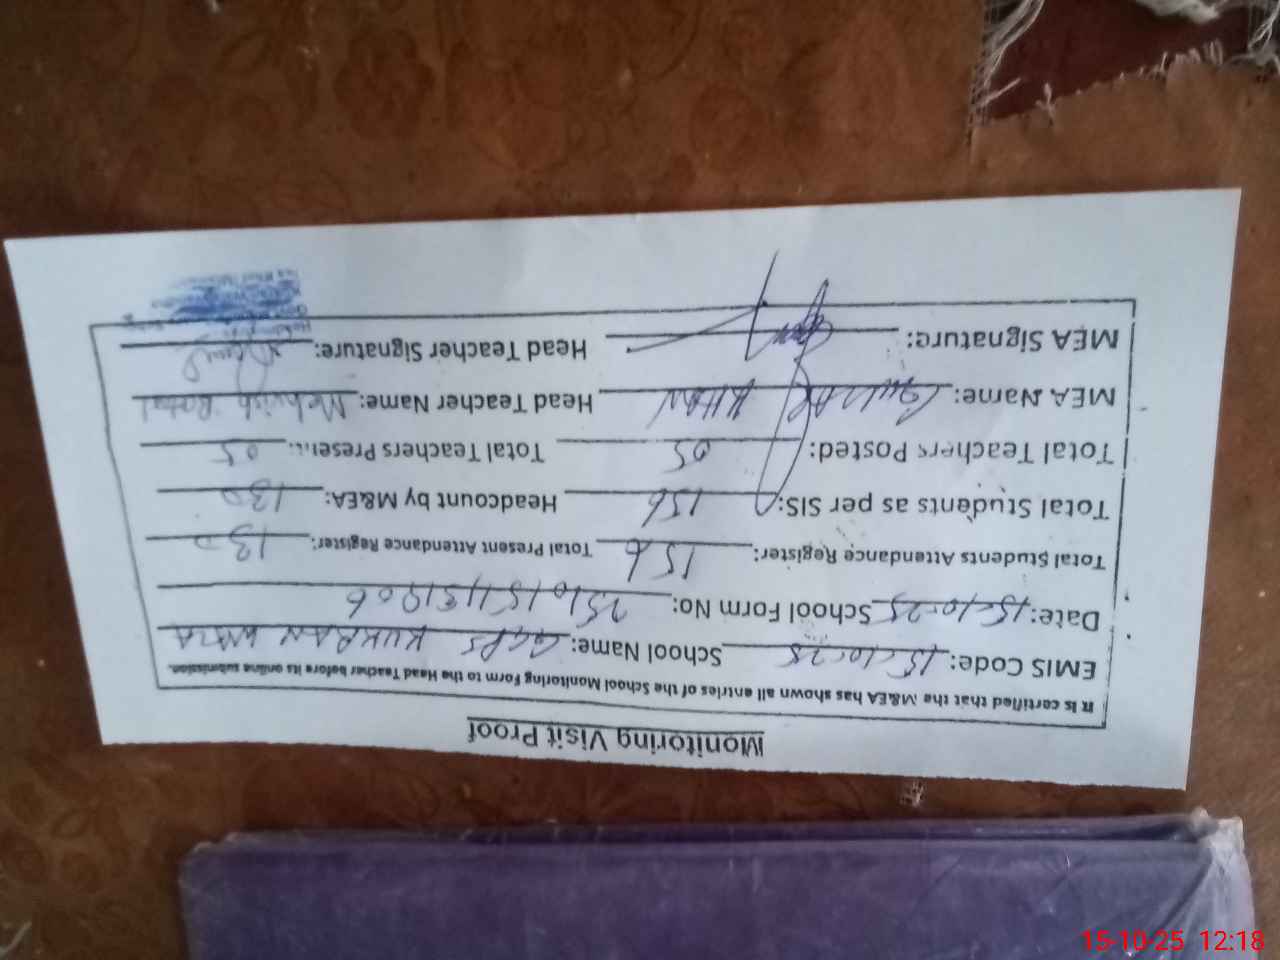 Monitoring Visit Proof
It is certified that the M&EA has shown all entries of the School Monitoring Form to the Head Teacher before its online submission.
EMIS Code: 15-10-25 School Name: GGPS KUKRAN
Date: 15-10-25 School Form No:
Total Students Attendance Register: 156 Total Present Attendance Register: 130
Total Students as per SIS: 156 Headcount by M&EA: 130
Total Teachers Posted: 05 Total Teachers Present: 05
MEA Name: GULSAR KHAN Head Teacher Name: Mehwish Batool
MEA Signature: Head Teacher Signature:
15-10-25 12:18